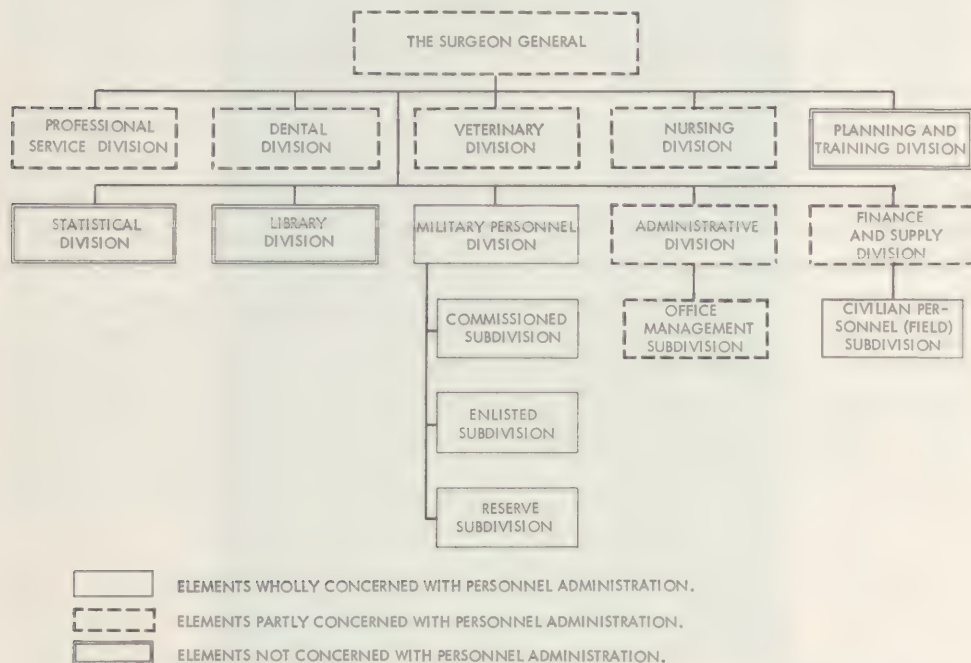 THE SURGEON GENERAL
PROFESSIONAL
SERVICE DIVISION
DENTAL
DIVISION
VETERINARY
DIVISION
NURSING
DIVISION
PLANNING AND
TRAINING DIVISION
STATISTICAL
DIVISION
LIBRARY
DIVISION
MILITARY PERSONNEL
DIVISION
ADMINISTRATIVE
DIVISION
FINANCE
AND SUPPLY
DIVISION
COMMISSIONED
SUBDIVISION
OFFICE
MANAGEMENT
SUBDIVISION
CIVILIAN PER-
SONNEL (FIELD)
SUBDIVISION
ENLISTED
SUBDIVISION
RESERVE
SUBDIVISION
ELEMENTS WHOLLY CONCERNED WITH PERSONNEL ADMINISTRATION.
ELEMENTS PARTLY CONCERNED WITH PERSONNEL ADMINISTRATION.
ELEMENTS NOT CONCERNED WITH PERSONNEL ADMINISTRATION.